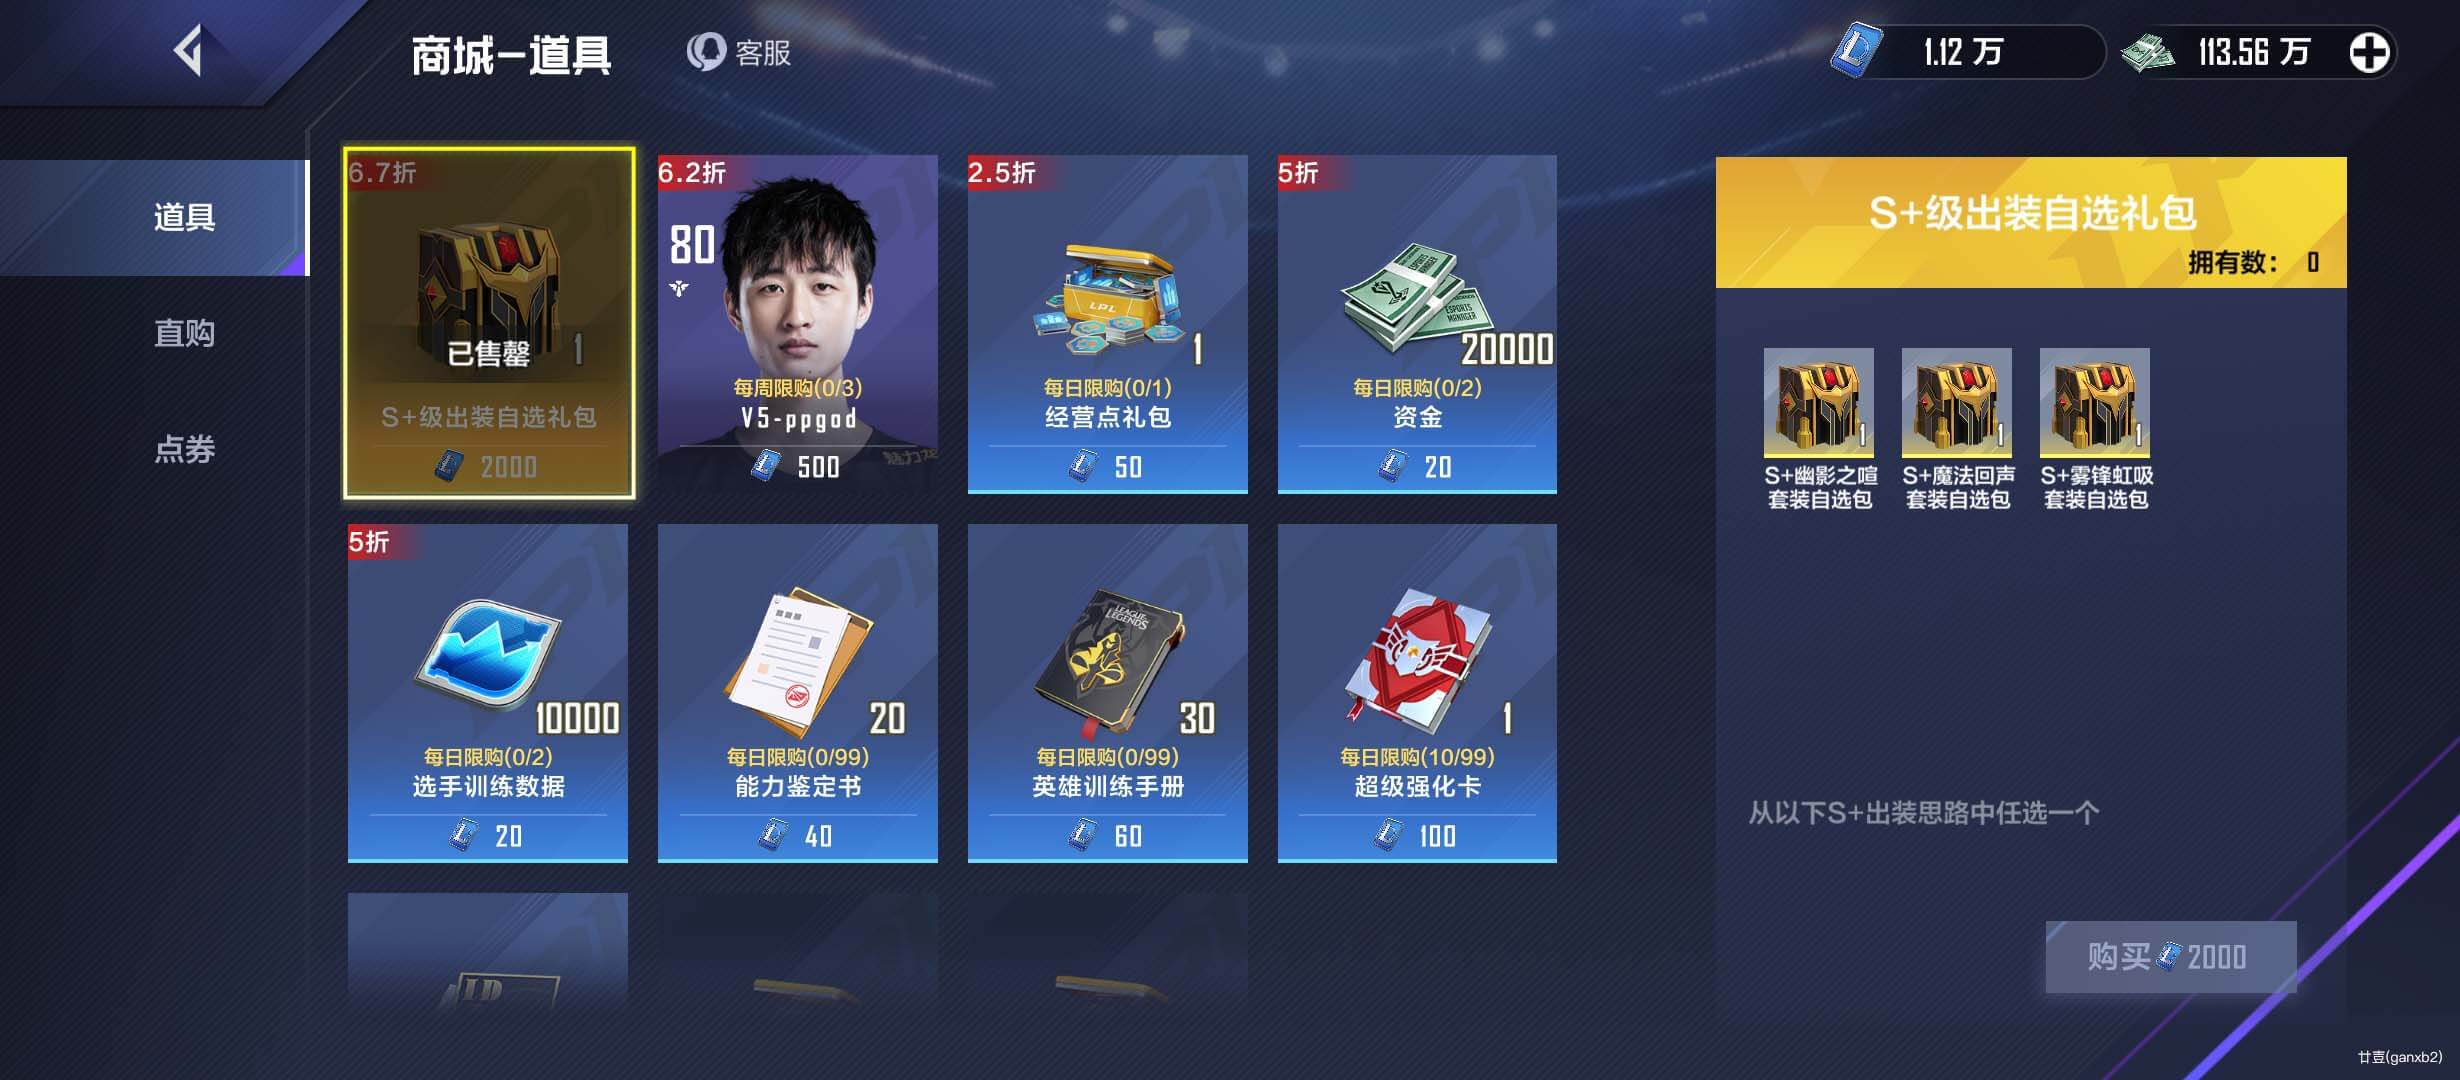 商城-道具
客服
1.12 万
113.56 万
道具
直购
点券
6.7折
已售罄
1
S+级出装自选礼包
2000
6.2折
80
每周限购(0/3)
V5-ppgod
500
2.5折
LPL
1
每日限购(0/1)
经营点礼包
50
5折
ESPORTS MANAGER
20000
每日限购(0/2)
资金
20
5折
10000
每日限购(0/2)
选手训练数据
20
20
每日限购(0/99)
能力鉴定书
40
LEAGUE
LEGENDS
30
每日限购(0/99)
英雄训练手册
60
1
每日限购(10/99)
超级强化卡
100
S+级出装自选礼包
拥有数： 0
1
1
1
S+幽影之喧
套装自选包
S+魔法回声
套装自选包
S+雾锋虹吸
套装自选包
从以下S+出装思路中任选一个
购买 2000
廿壹(ganxb2)